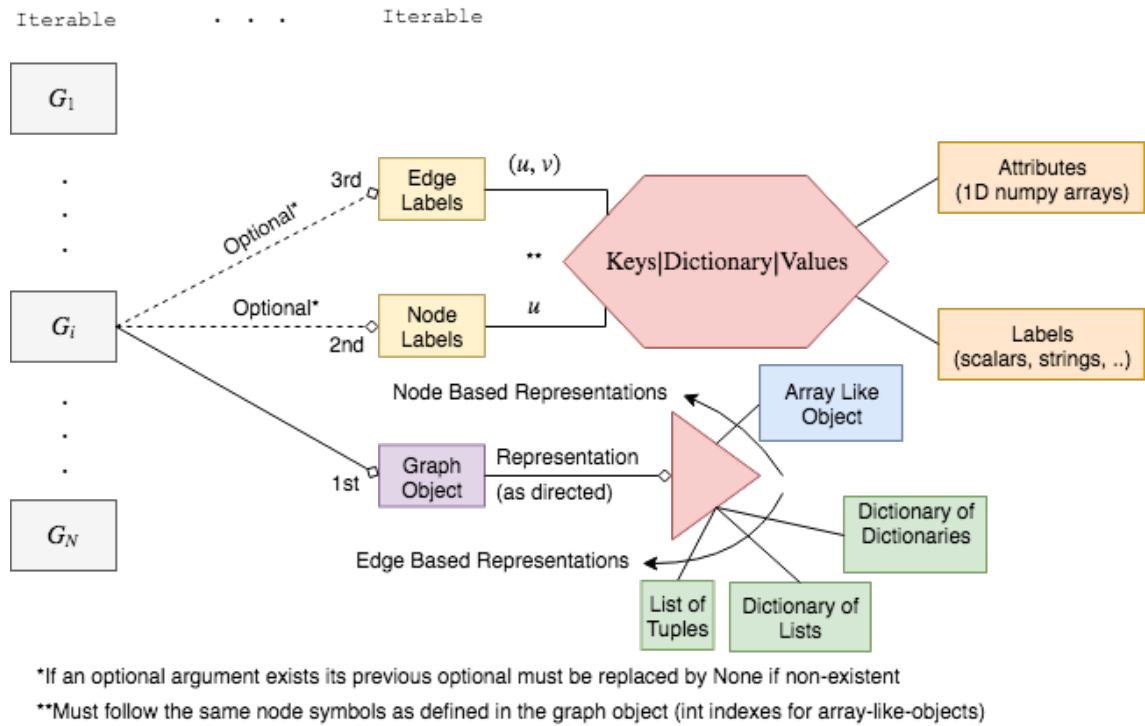 Iterable . . . Iterable
G1
.
.
.
Gi
.
.
.
GN
3rd
Optional*
Edge
Labels
(u, v)
**
Optional*
2nd
Node
Labels
u
Keys|Dictionary|Values
Attributes
(1D numpy arrays)
Labels
(scalars, strings, ..)
Node Based Representations
Array Like
Object
1st
Graph
Object
Representation
(as directed)
Edge Based Representations
Dictionary of
Dictionaries
List of
Tuples
Dictionary of
Lists
*If an optional argument exists its previous optional must be replaced by None if non-existent
**Must follow the same node symbols as defined in the graph object (int indexes for array-like-objects)